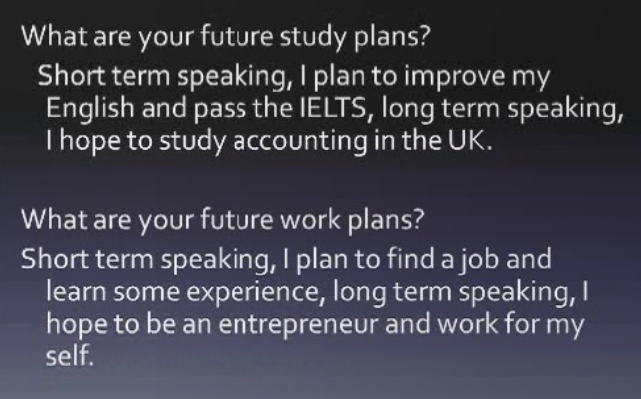 What are your future study plans?
Short term speaking, I plan to improve my
English and pass the IELTS, long term speaking,
I hope to study accounting in the UK.
What are your future work plans?
Short term speaking, I plan to find a job and
learn some experience, long term speaking, I
hope to be an entrepreneur and work for my
self.